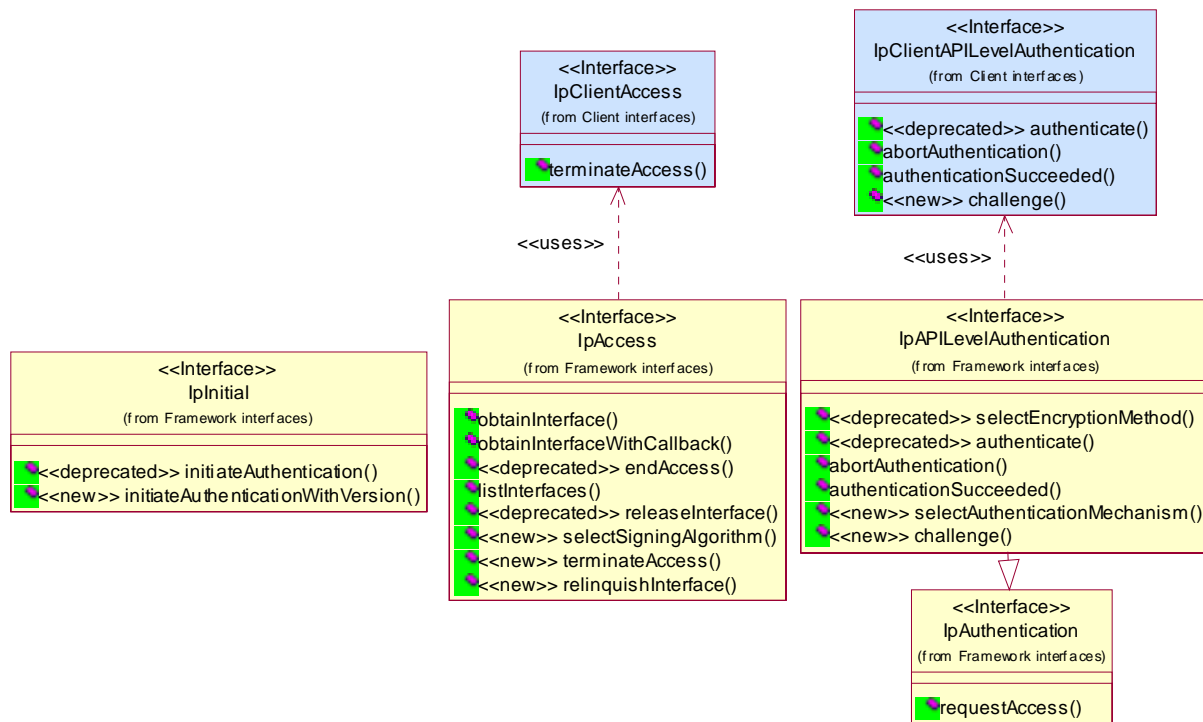 <<Interface>>
IpClientAccess
(from Client interfaces)
terminateAccess()
<<Interface>>
IpClientAPILevelAuthentication
(from Client interfaces)
<<deprecated>> authenticate()
abortAuthentication()
authenticationSucceeded()
<<new>> challenge()
<<uses>>
<<uses>>
<<Interface>>
IpInitial
(from Framework interfaces)
<<deprecated>> initiateAuthentication()
<<new>> initiateAuthenticationWithVersion()
<<Interface>>
IpAccess
(from Framework interfaces)
obtainInterface()
obtainInterfaceWithCallback()
<<deprecated>> endAccess()
listInterfaces()
<<deprecated>> releaseInterface()
<<new>> selectSigningAlgorithm()
<<new>> terminateAccess()
<<new>> relinquishInterface()
<<Interface>>
IpAPILevelAuthentication
(from Framework interfaces)
<<deprecated>> selectEncryptionMethod()
<<deprecated>> authenticate()
abortAuthentication()
authenticationSucceeded()
<<new>> selectAuthenticationMechanism()
<<new>> challenge()
<<Interface>>
IpAuthentication
(from Framework interfaces)
requestAccess()